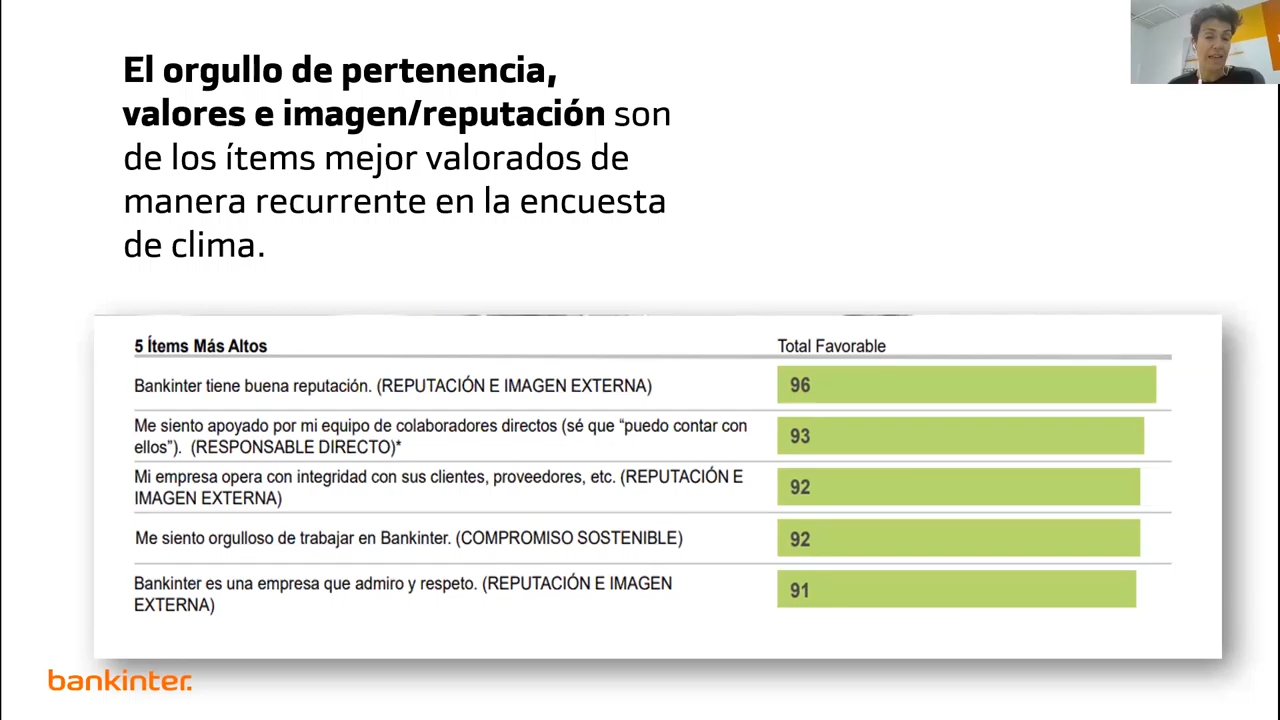 El orgullo de pertenencia,
valores e imagen/reputación son
de los ítems mejor valorados de
manera recurrente en la encuesta
de clima.
5 Ítems Más Altos
Total Favorable
Bankinter tiene buena reputación. (REPUTACIÓN E IMAGEN EXTERNA)
96
Me siento apoyado por mi equipo de colaboradores directos (sé que “puedo contar con
ellos”). (RESPONSABLE DIRECTO)*
93
Mi empresa opera con integridad con sus clientes, proveedores, etc. (REPUTACIÓN E
IMAGEN EXTERNA)
92
Me siento orgulloso de trabajar en Bankinter. (COMPROMISO SOSTENIBLE)
92
Bankinter es una empresa que admiro y respeto. (REPUTACIÓN E IMAGEN
EXTERNA)
91
bankinter.